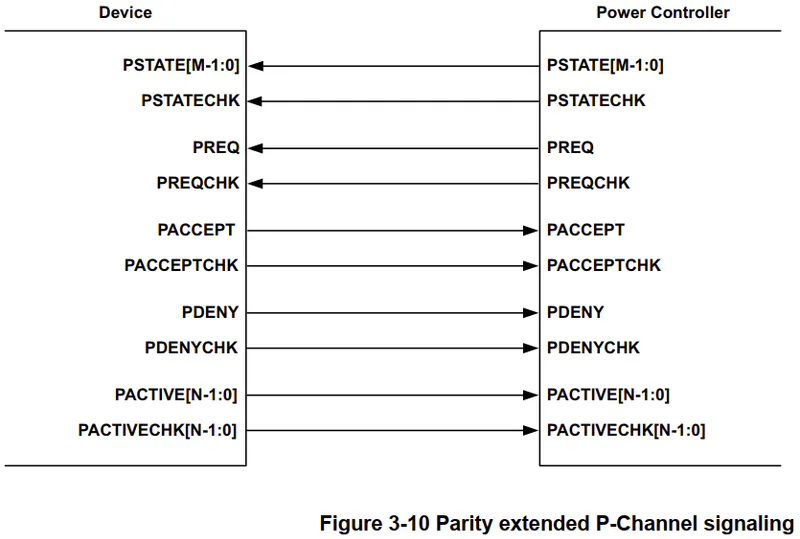 Device Power Controller
PSTATE[M-1:0] PSTATE[M-1:0]
PSTATECHK PSTATECHK
PREQ PREQ
PREQCHK PREQCHK
PACCEPT PACCEPT
PACCEPTCHK PACCEPTCHK
PDENY PDENY
PDENYCHK PDENYCHK
PACTIVE[N-1:0] PACTIVE[N-1:0]
PACTIVECHK[N-1:0] PACTIVECHK[N-1:0]
Figure 3-10 Parity extended P-Channel signaling